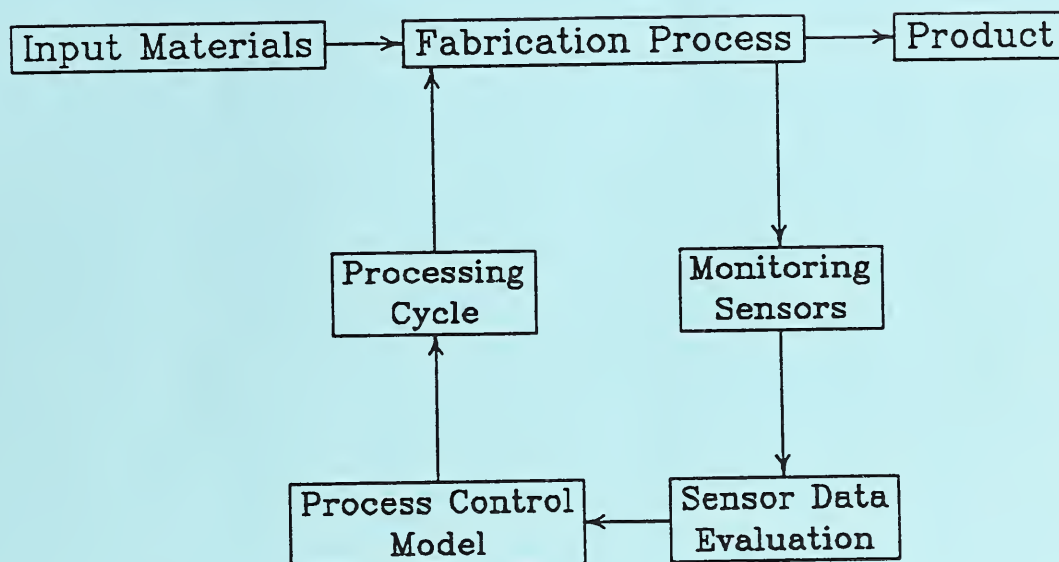 Input Materials
Fabrication Process
Product
Processing
Cycle
Monitoring
Sensors
Process Control
Model
Sensor Data
Evaluation